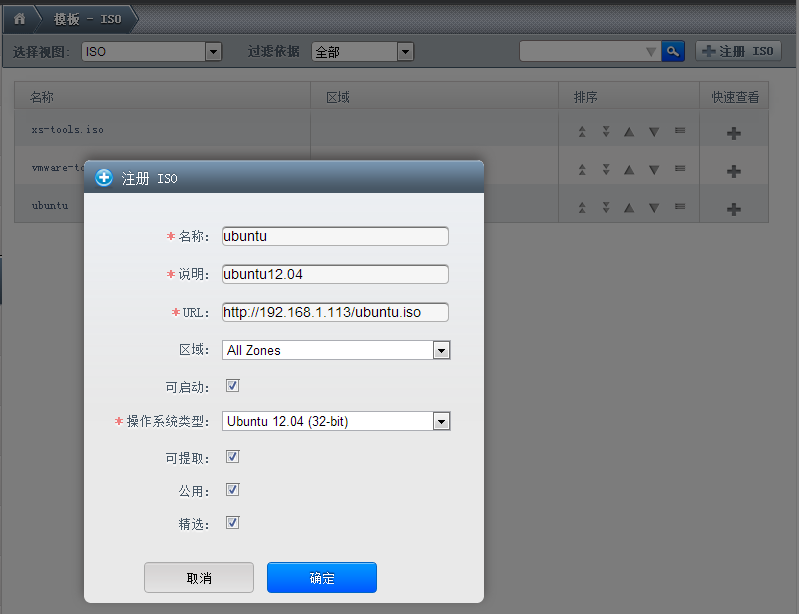 模板 - ISO
选择视图: ISO 过滤依据 全部 注册 ISO
名称 区域 排序 快速查看
xs-tools.iso
vmware-to
ubuntu
注册 ISO
*名称: ubuntu
*说明: ubuntu12.04
*URL: http://192.168.1.113/ubuntu.iso
区域: All Zones
可启动:
*操作系统类型: Ubuntu 12.04 (32-bit)
可提取:
公用:
精选:
取消 确定